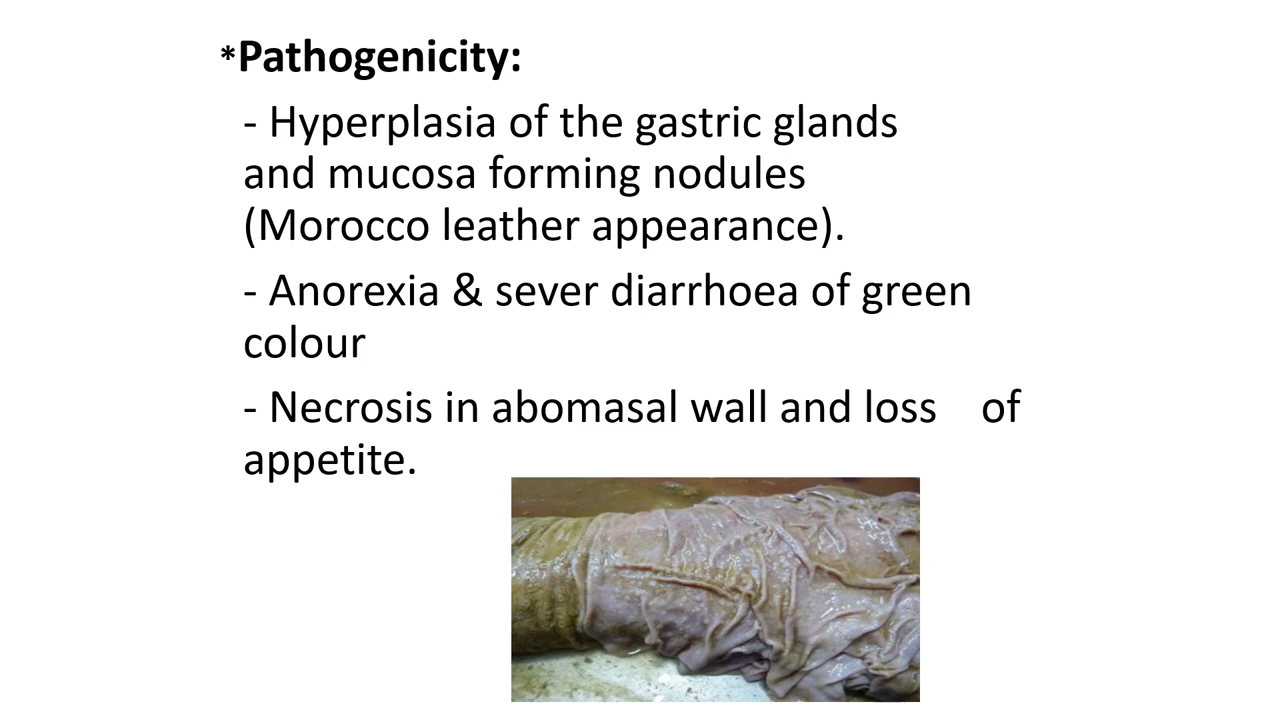 *Pathogenicity:
- Hyperplasia of the gastric glands
and mucosa forming nodules
(Morocco leather appearance).
- Anorexia & sever diarrhoea of green
colour
- Necrosis in abomasal wall and loss    of
appetite.